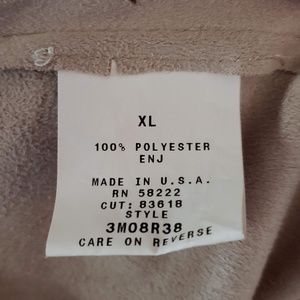 XL
100% POLYESTER
ENJ
MADE IN U.S.A.
RN 58222
CUT: 83618
STYLE
3M08R38
CARE ON REVERSE